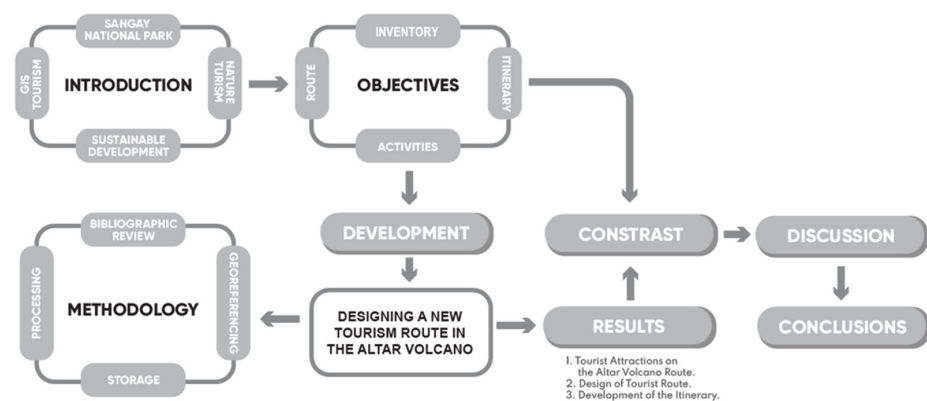 SANGAY
NATIONAL PARK
GIS
TOURISM
INTRODUCTION
NATURE
TURISM
SUSTAINABLE
DEVELOPMENT
INVENTORY
ROUTE
OBJECTIVES
ITINERARY
ACTIVITIES
DEVELOPMENT
CONSTRAST
DISCUSSION
BIBLIOGRAPHIC
REVIEW
PROCESSING
METHODOLOGY
GEOREFERENCING
STORAGE
DESIGNING A NEW
TOURISM ROUTE IN
THE ALTAR VOLCANO
RESULTS
CONCLUSIONS
1. Tourist Attractions on
the Altar Volcano Route.
2. Design of Tourist Route.
3. Development of the Itinerary.